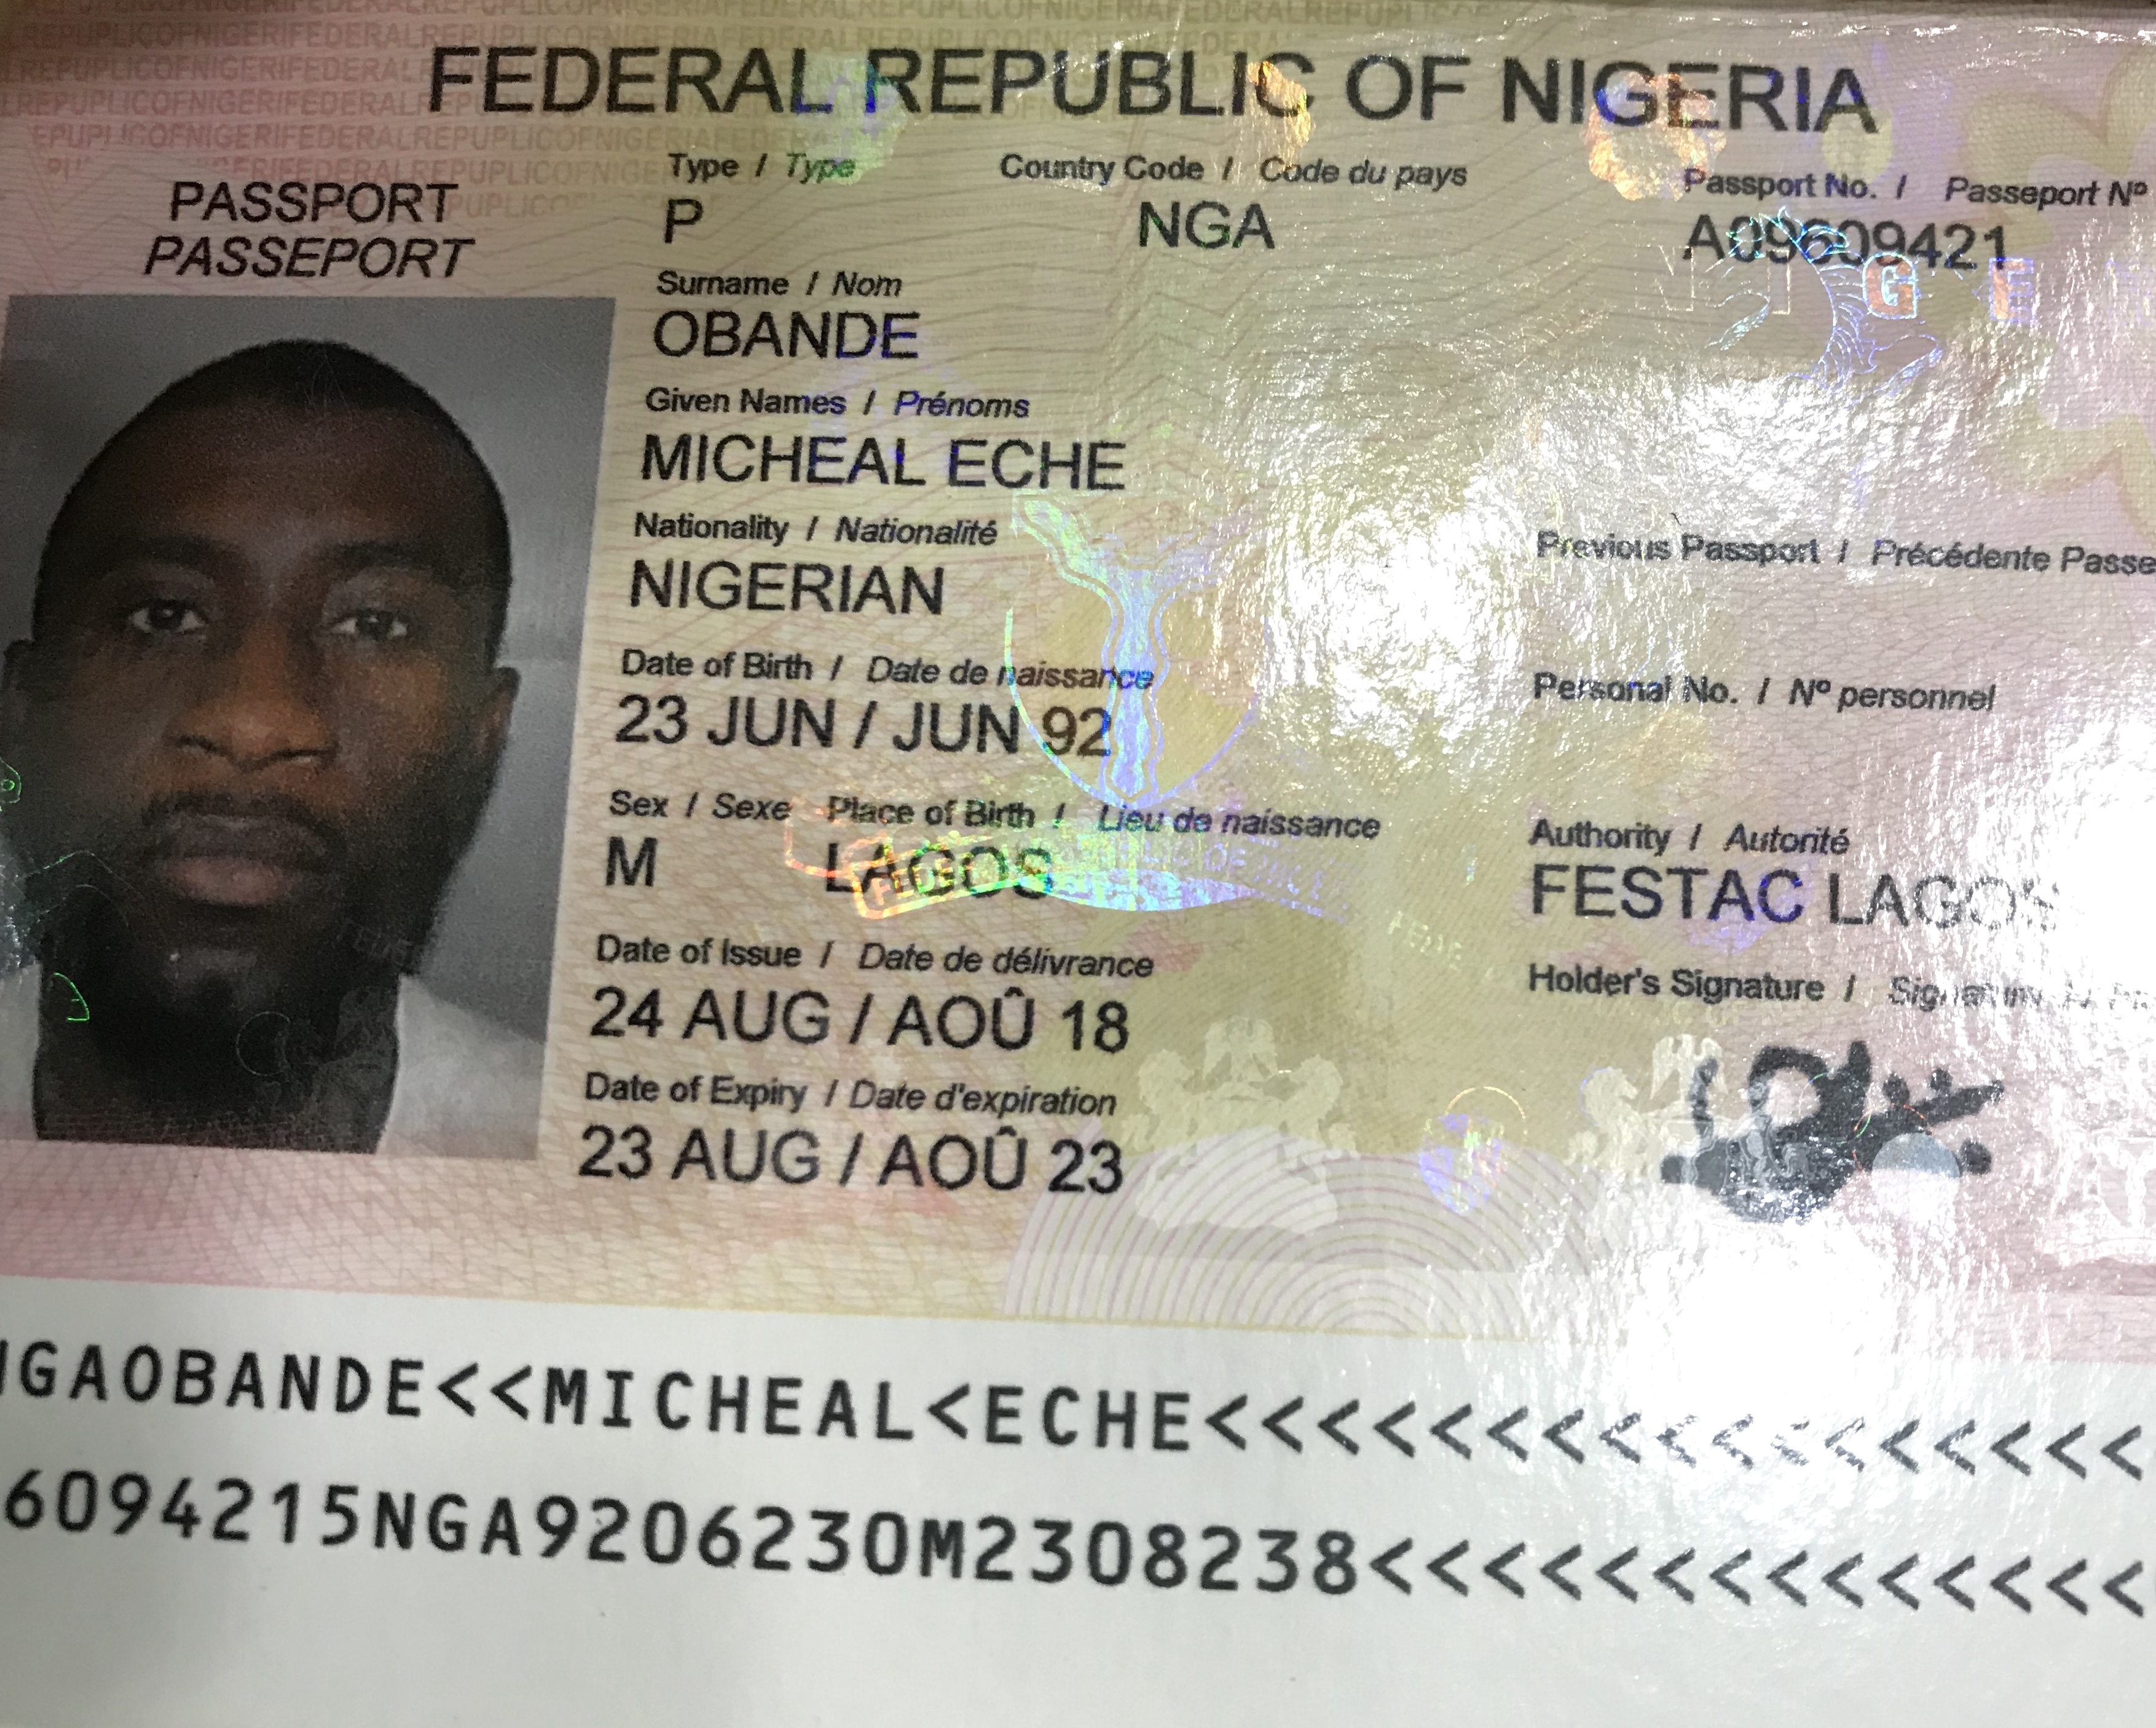 FEDERAL REPUBLIC OF NIGERIA
PASSPORT
PASSEPORT
Type / Type
P
Country Code / Code du pays
NGA
Passport No. / Passeport Nº
A09609421
Surname / Nom
OBANDE
Given Names / Prénoms
MICHEAL ECHE
Nationality / Nationalité
NIGERIAN
Previous Passport / Précédente Passe
Date of Birth / Date de naissance
23 JUN / JUN 92
Personal No. / Nº personnel
Sex / Sexe
M
Place of Birth / Lieu de naissance
LAGOS
Authority / Autorité
FESTAC LAGOS
Date of Issue / Date de délivrance
24 AUG / AOÛ 18
Holder's Signature /
Date of Expiry / Date d'expiration
23 AUG / AOÛ 23
GAOBANDE<<MICHEAL<ECHE<<<<<<<<<<<<<<<<<
6094215NGA9206230M2308238<<<<<<<<<<<<<<